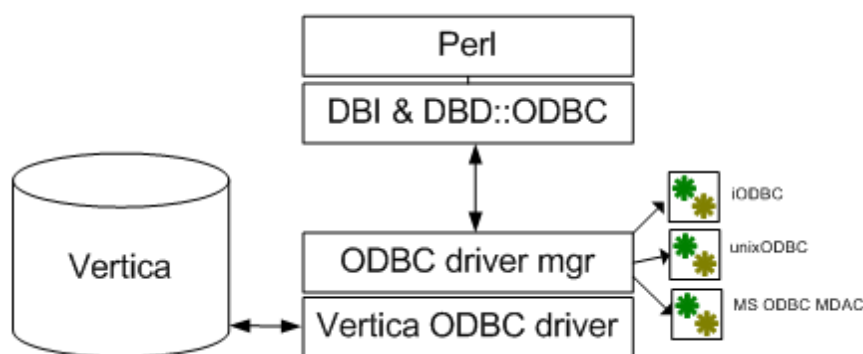 Perl
DBI & DBD::ODBC
iODBC
Vertica
ODBC driver mgr
unixODBC
Vertica ODBC driver
MS ODBC MDAC